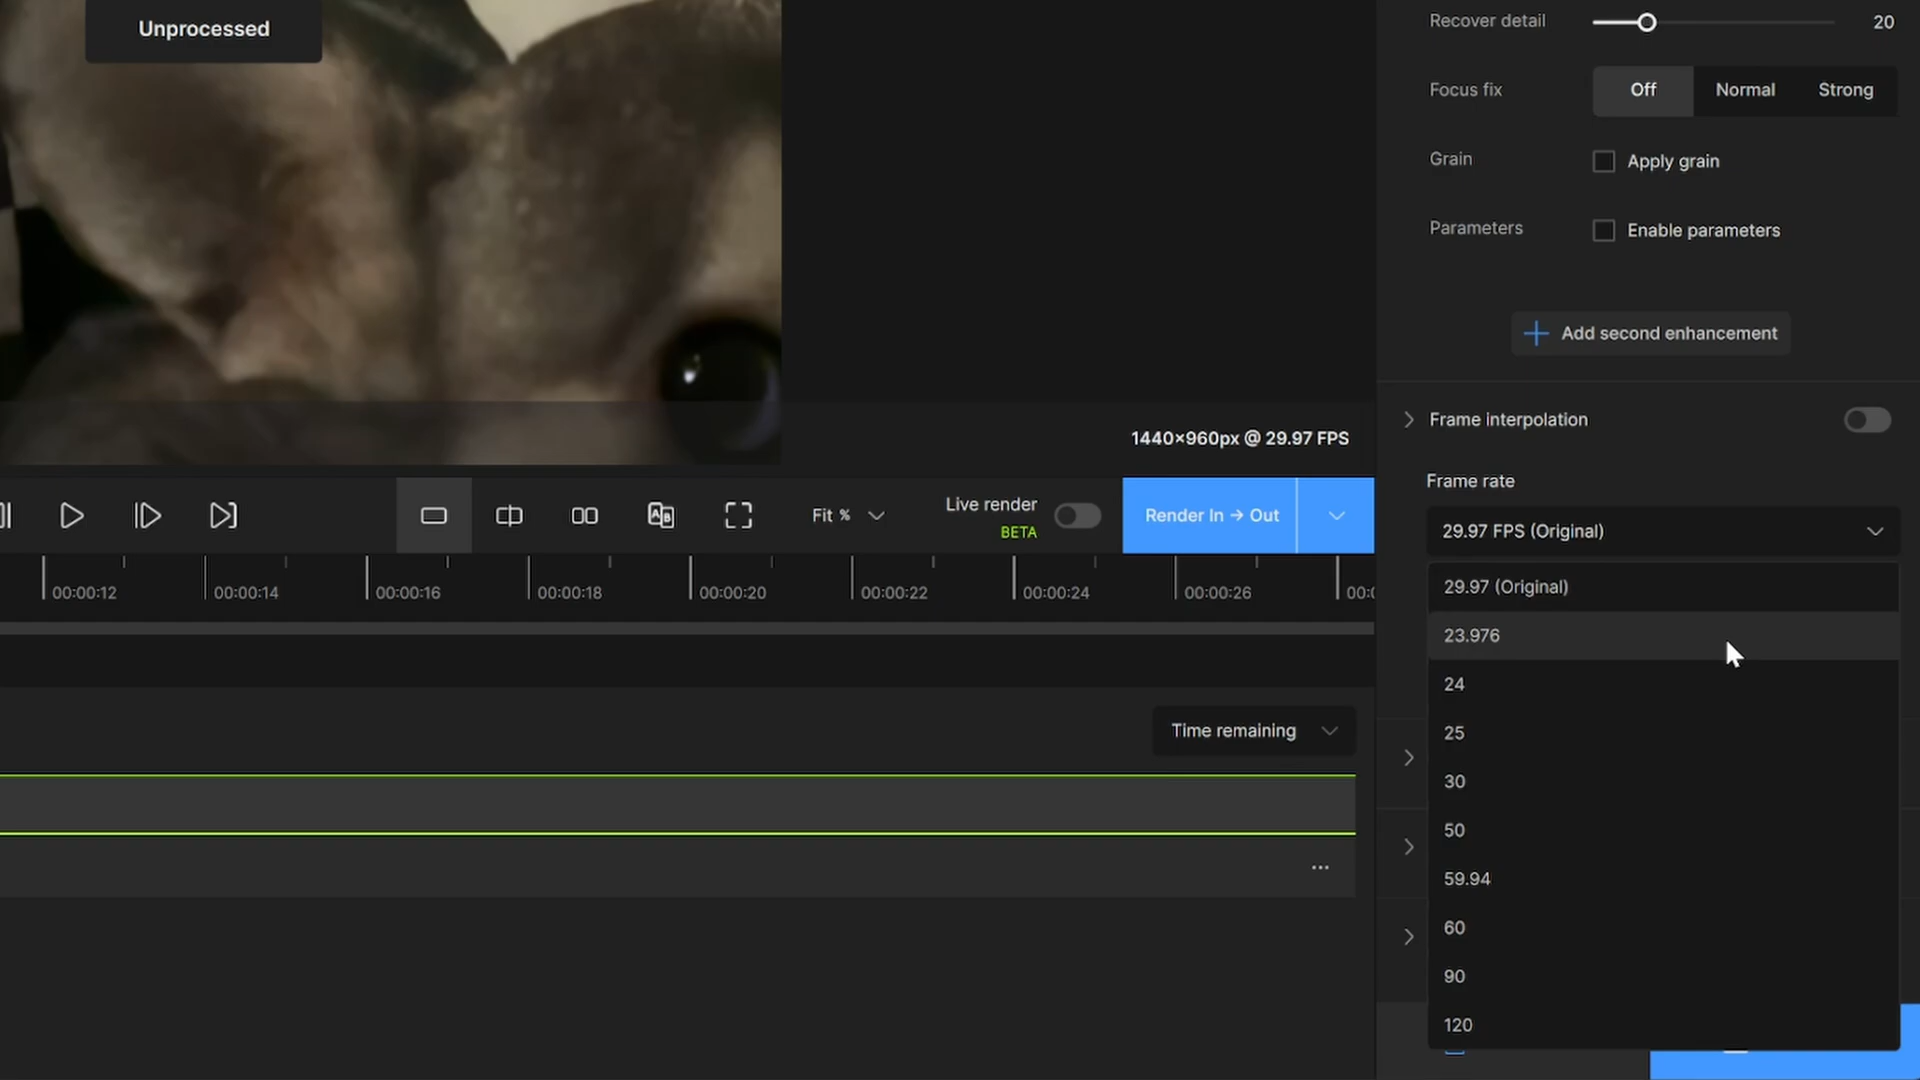 Unprocessed
Recover detail
20
Focus fix
Off
Normal
Strong
Grain
Apply grain
Parameters
Enable parameters
Add second enhancement
Frame interpolation
1440×960px @ 29.97 FPS
Frame rate
29.97 FPS (Original)
Fit %
Live render
BETA
Render In → Out
00:00:12
00:00:14
00:00:16
00:00:18
00:00:20
00:00:22
00:00:24
00:00:26
29.97 (Original)
23.976
24
25
30
50
59.94
60
90
120
Time remaining